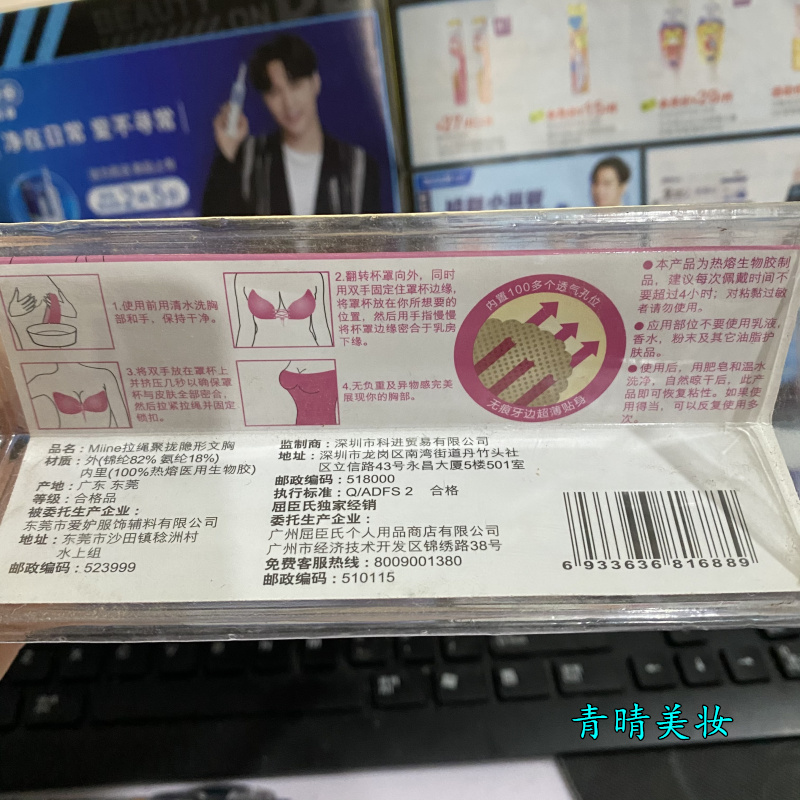 BEAUTY
ON
净在日常 爱不寻常
1.使用前用清水洗胸
部和手，保持干净。
2.翻转杯罩向外，同时
用双手固定住罩杯边缘，
将罩杯放在你所想要的
位置，然后用手指慢慢
将杯罩边缘密合于乳房
下缘。
3.将双手放在罩杯上
并挤压几秒以确保罩
杯与皮肤全部密合，
然后拉紧拉绳并固定
锁扣。
4.无负重及异物感完美
展现你的胸部。
内置100多个透气孔位
无痕牙边超薄贴身
●本产品为热熔生物胶制
品，建议每次佩戴时间不
要超过4小时；对粘黏过敏
者请勿使用。
●应用部位不要使用乳液，
香水，粉末及其它油脂护
肤品。
●使用后，用肥皂和温水
洗净，自然晾干后，此产
品即可恢复粘性。如果使
用得当，可以反复使用多
次。
品名：Miine拉绳聚拢隐形文胸
材质：外(锦纶82% 氨纶18%)
内里(100%热熔医用生物胶)
产地：广东 东莞
等级：合格品
被委托生产企业：
东莞市爱妒服饰辅料有限公司
地址：东莞市沙田镇稔洲村
水上组
邮政编码：523999
监制商：深圳市科进贸易有限公司
地址：深圳市龙岗区南湾街道丹竹头社
区立信路43号永昌大厦5楼501室
邮政编码：518000
执行标准：Q/ADFS 2 合格
屈臣氏独家经销
委托生产企业：
广州屈臣氏个人用品商店有限公司
广州市经济技术开发区锦绣路38号
免费客服热线：8009001380
邮政编码：510115
6 933636 816889
青晴美妆